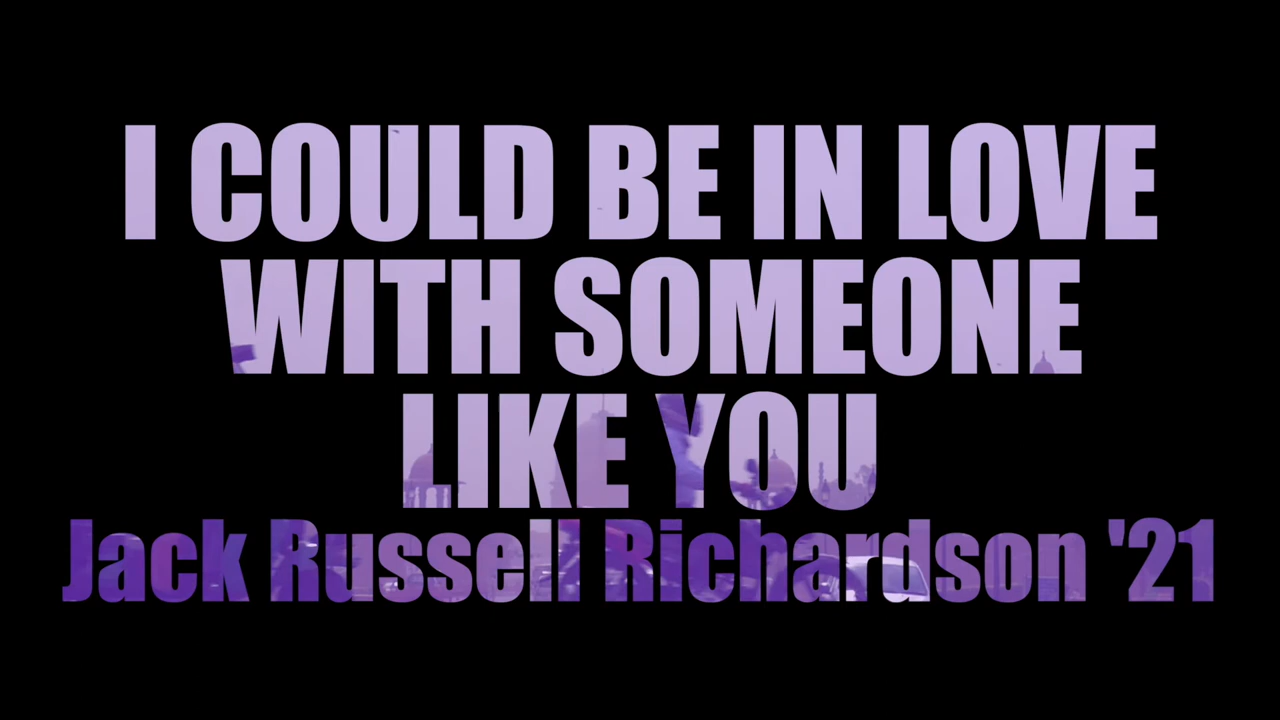 I COULD BE IN LOVE
WITH SOMEONE
LIKE YOU
Jack Russell Richardson '21